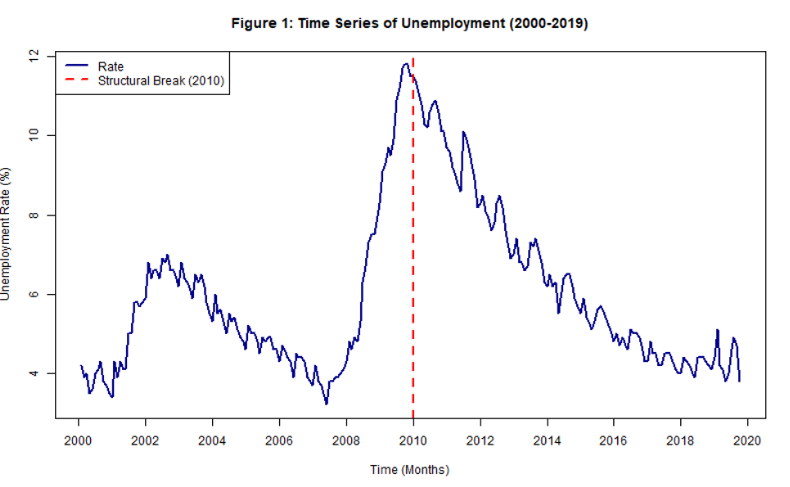 Figure 1: Time Series of Unemployment (2000-2019)
Rate
Structural Break (2010)
Unemployment Rate (%)
12
10
8
6
4
2000 2002 2004 2006 2008 2010 2012 2014 2016 2018 2020
Time (Months)